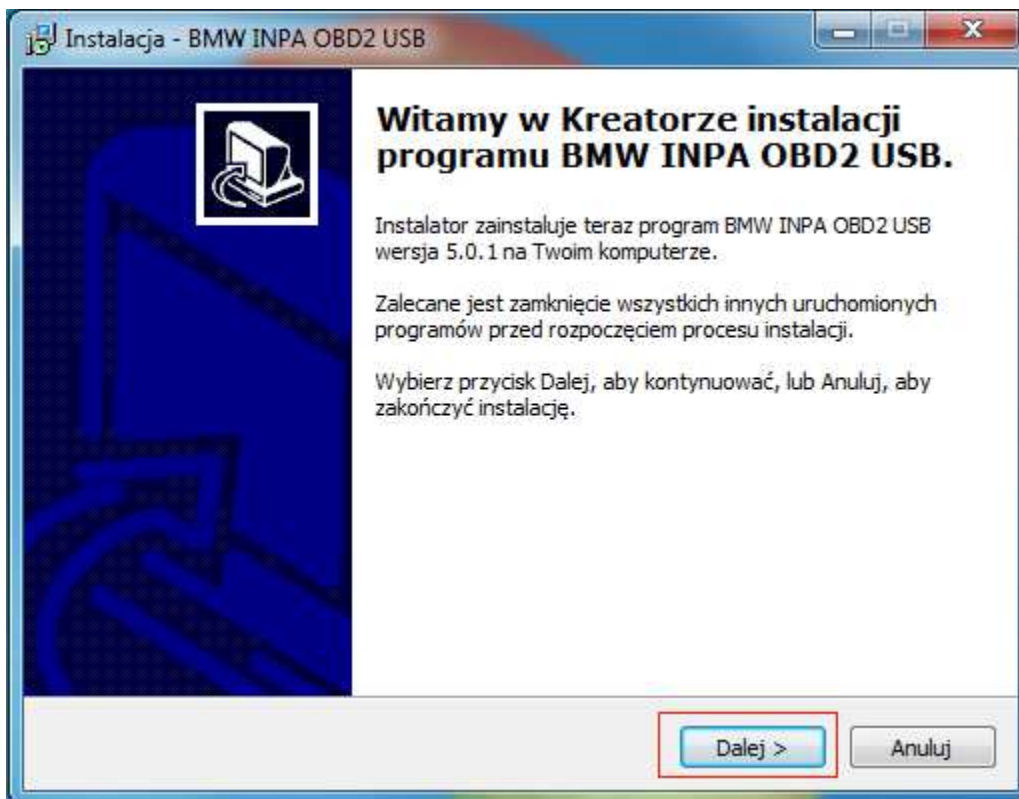 Instalacja - BMW INPA OBD2 USB
Witamy w Kreatorze instalacji
programu BMW INPA OBD2 USB.
Instalator zainstaluje teraz program BMW INPA OBD2 USB
wersja 5.0.1 na Twoim komputerze.
Zalecane jest zamknięcie wszystkich innych uruchomionych
programów przed rozpoczęciem procesu instalacji.
Wybierz przycisk Dalej, aby kontynuować, lub Anuluj, aby
zakończyć instalację.
Dalej > Anuluj